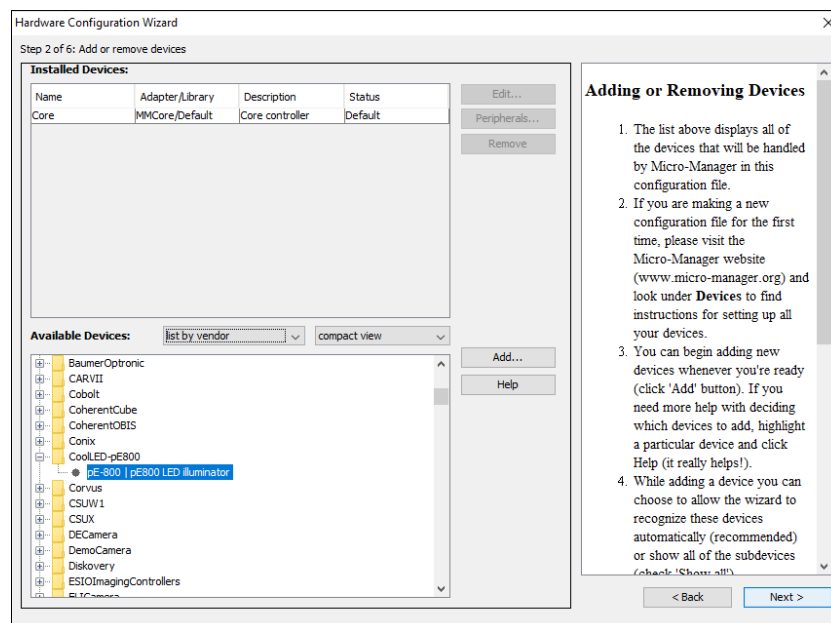 Hardware Configuration Wizard
Step 2 of 6: Add or remove devices
Installed Devices:
Name Adapter/Library Description Status
Core MMCore/Default Core controller Default
Edit...
Peripherals...
Remove
Available Devices: list by vendor compact view
BaumerOptronic
CARVII
Cobolt
CoherentCube
CoherentOBIS
Conix
CoolLED-pE800
pE-800 | pE800 LED illuminator
Corvus
CSUW1
CSUX
DECamera
DemoCamera
Diskovery
ESIOImagingControllers
FLICamera
Add...
Help
Adding or Removing Devices
1. The list above displays all of
the devices that will be handled
by Micro-Manager in this
configuration file.
2. If you are making a new
configuration file for the first
time, please visit the
Micro-Manager website
(www.micro-manager.org) and
look under Devices to find
instructions for setting up all
your devices.
3. You can begin adding new
devices whenever you're ready
(click 'Add' button). If you
need more help with deciding
which devices to add, highlight
a particular device and click
Help (it really helps!).
4. While adding a device you can
choose to allow the wizard to
recognize these devices
automatically (recommended)
or show all of the subdevices
(check 'Show all')
< Back
Next >